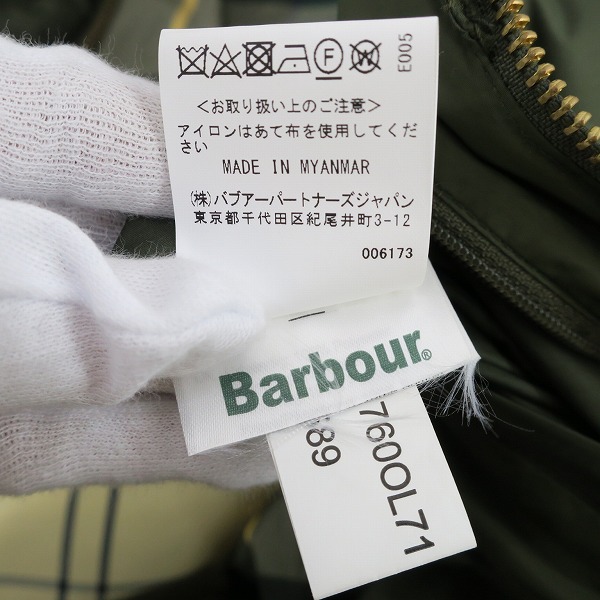 E005
<お取り扱い上のご注意>
アイロンはあて布を使用してくだ
さい
MADE IN MYANMAR
(株)バブアーパートナーズジャパン
東京都千代田区紀尾井町3-12
006173
Barbour®
760OL71
89